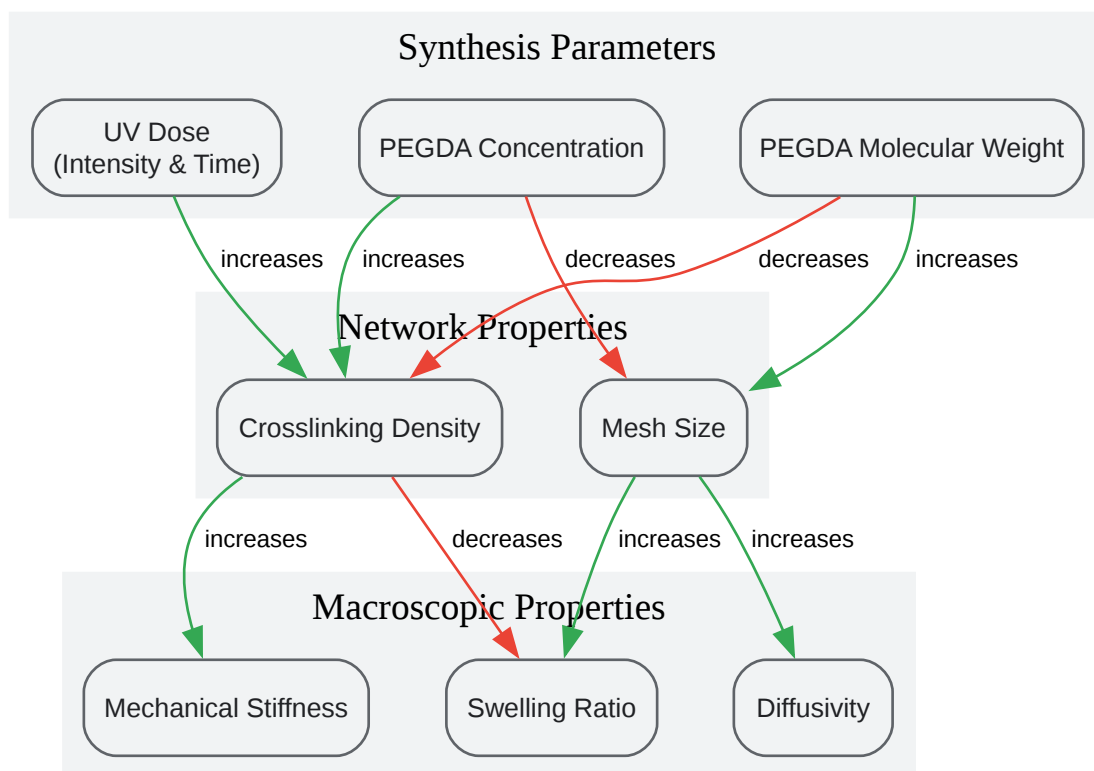 Synthesis Parameters
UV Dose
(Intensity & Time)
PEGDA Concentration
PEGDA Molecular Weight
increases
increases
decreases
decreases
increases
Network Properties
Crosslinking Density
Mesh Size
increases
decreases
increases
increases
Macroscopic Properties
Mechanical Stiffness
Swelling Ratio
Diffusivity